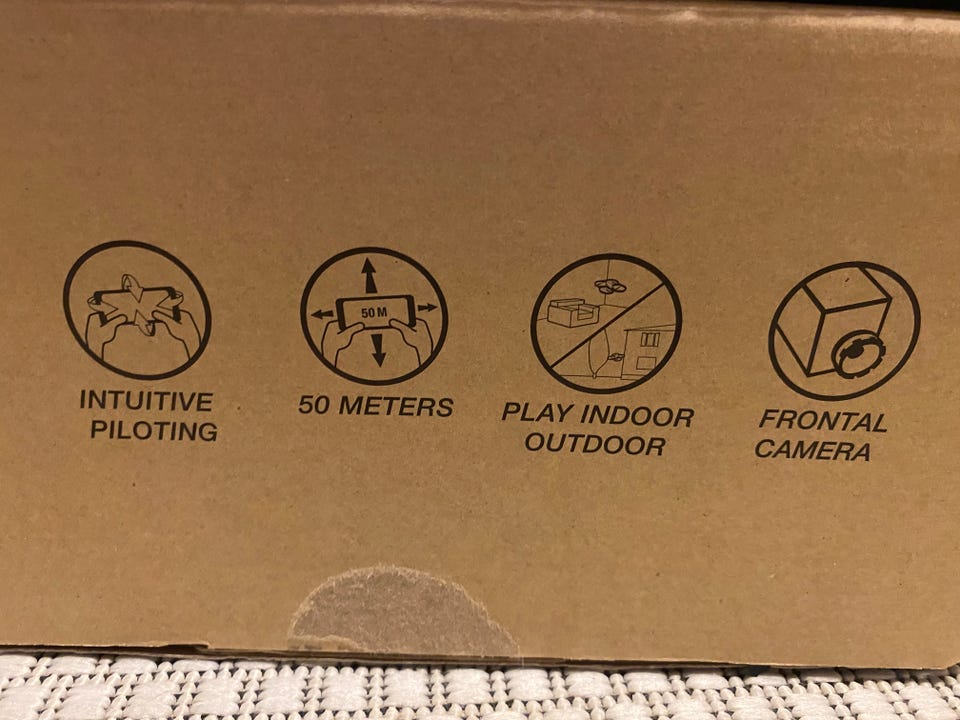 50 M
INTUITIVE
PILOTING
50 METERS
PLAY INDOOR
OUTDOOR
FRONTAL
CAMERA